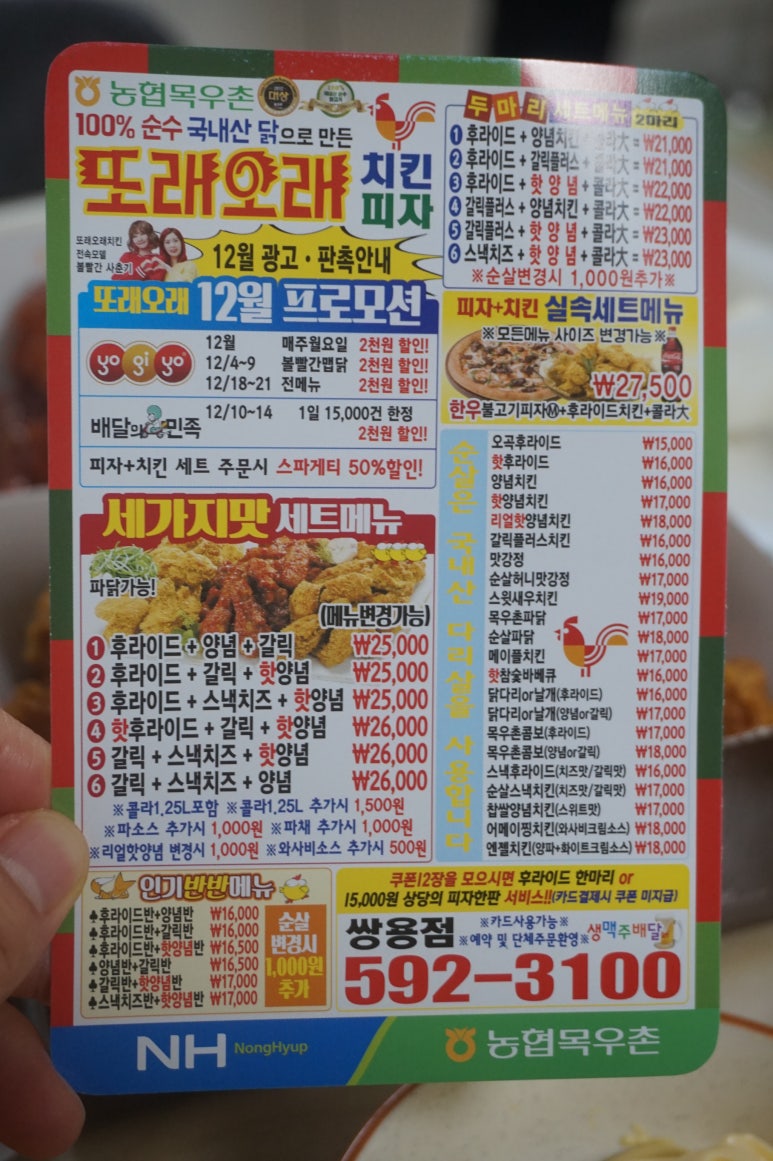 농협목우촌
100% 순수 국내산 닭으로 만든
또래오래 치킨 피자
또래오래치킨
전속모델
볼빨간 사춘기
12월 광고·판촉안내
또래오래 12월 프로모션
yo gi yo
12월 매주월요일 2천원 할인!
12/4~9 볼빨간맵닭 2천원 할인!
12/18~21 전메뉴 2천원 할인!
배달의민족
12/10~14 1일 15,000건 한정
2천원 할인!
피자+치킨 세트 주문시 스파게티 50%할인!
세가지맛 세트메뉴
파닭가능!
(메뉴변경가능)
1 후라이드+양념+갈릭 ₩25,000
2 후라이드+갈릭+핫양념 ₩25,000
3 후라이드+스낵치즈+핫양념 ₩25,000
4 핫후라이드+갈릭+핫양념 ₩26,000
5 갈릭+스낵치즈+핫양념 ₩26,000
6 갈릭+스낵치즈+양념 ₩26,000
※콜라1.25L포함 ※콜라1.25L 추가시 1,500원
※파소스 추가시 1,000원 ※파채 추가시 1,000원
※리얼핫양념 변경시 1,000원 ※와사비소스 추가시 500원
인기반반메뉴
♣후라이드반+양념반 ₩16,000
♣후라이드반+갈릭반 ₩16,000
♣후라이드반+핫양념반 ₩16,500
♣양념반+갈릭반 ₩16,500
♣갈릭반+핫양념반 ₩17,000
♣스낵치즈반+핫양념반 ₩17,000
순살
변경시
1,000원
추가
두마리 세트메뉴 2마리
1 후라이드+양념치킨+콜라大=₩21,000
2 후라이드+갈릭플러스+콜라大=₩21,000
3 후라이드+핫양념+콜라大=₩22,000
4 갈릭플러스+양념치킨+콜라大=₩22,000
5 갈릭플러스+핫양념+콜라大=₩23,000
6 스낵치즈+핫양념+콜라大=₩23,000
※순살변경시 1,000원추가※
피자+치킨 실속세트메뉴
※모든메뉴 사이즈 변경가능※
₩27,500
한우불고기피자Ⓜ+후라이드치킨+콜라大
순살은 국내산 다리살을 사용합니다
오곡후라이드 ₩15,000
핫후라이드 ₩16,000
양념치킨 ₩16,000
핫양념치킨 ₩17,000
리얼핫양념치킨 ₩18,000
갈릭플러스치킨 ₩16,000
맛강정 ₩16,000
순살허니맛강정 ₩17,000
스윗새우치킨 ₩19,000
목우촌파닭 ₩17,000
순살파닭 ₩18,000
메이플치킨 ₩17,000
핫참숯바베큐 ₩16,000
닭다리or날개(후라이드) ₩16,000
닭다리or날개(양념or갈릭) ₩17,000
목우촌콤보(후라이드) ₩17,000
목우촌콤보(양념or갈릭) ₩18,000
스낵후라이드(치즈맛/갈릭맛) ₩16,000
순살스낵치킨(치즈맛/갈릭맛) ₩17,000
찹쌀양념치킨(스위트맛) ₩17,000
어메이징치킨(와사비크림소스) ₩18,000
엔젤치킨(양파+화이트크림소스) ₩18,000
쿠폰12장을 모으시면 후라이드 한마리 or
15,000원 상당의 피자한판 서비스!!(카드결제시 쿠폰 미지급)
쌍용점
※카드사용가능※
※예약 및 단체주문환영※
생맥주배달
592-3100
NH NongHyup
농협목우촌